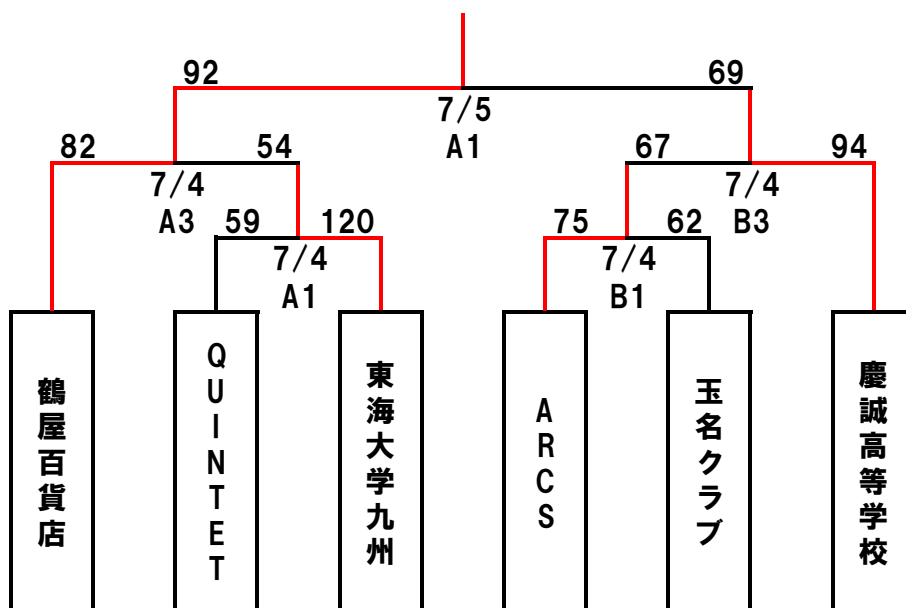 92 69
7/5
A1
82 54 67 94
7/4 7/4
A3 B3
59 120 75 62
7/4 7/4
A1 B1
鶴屋百貨店
QUINTET
東海大学九州
ARCS
玉名クラブ
慶誠高等学校